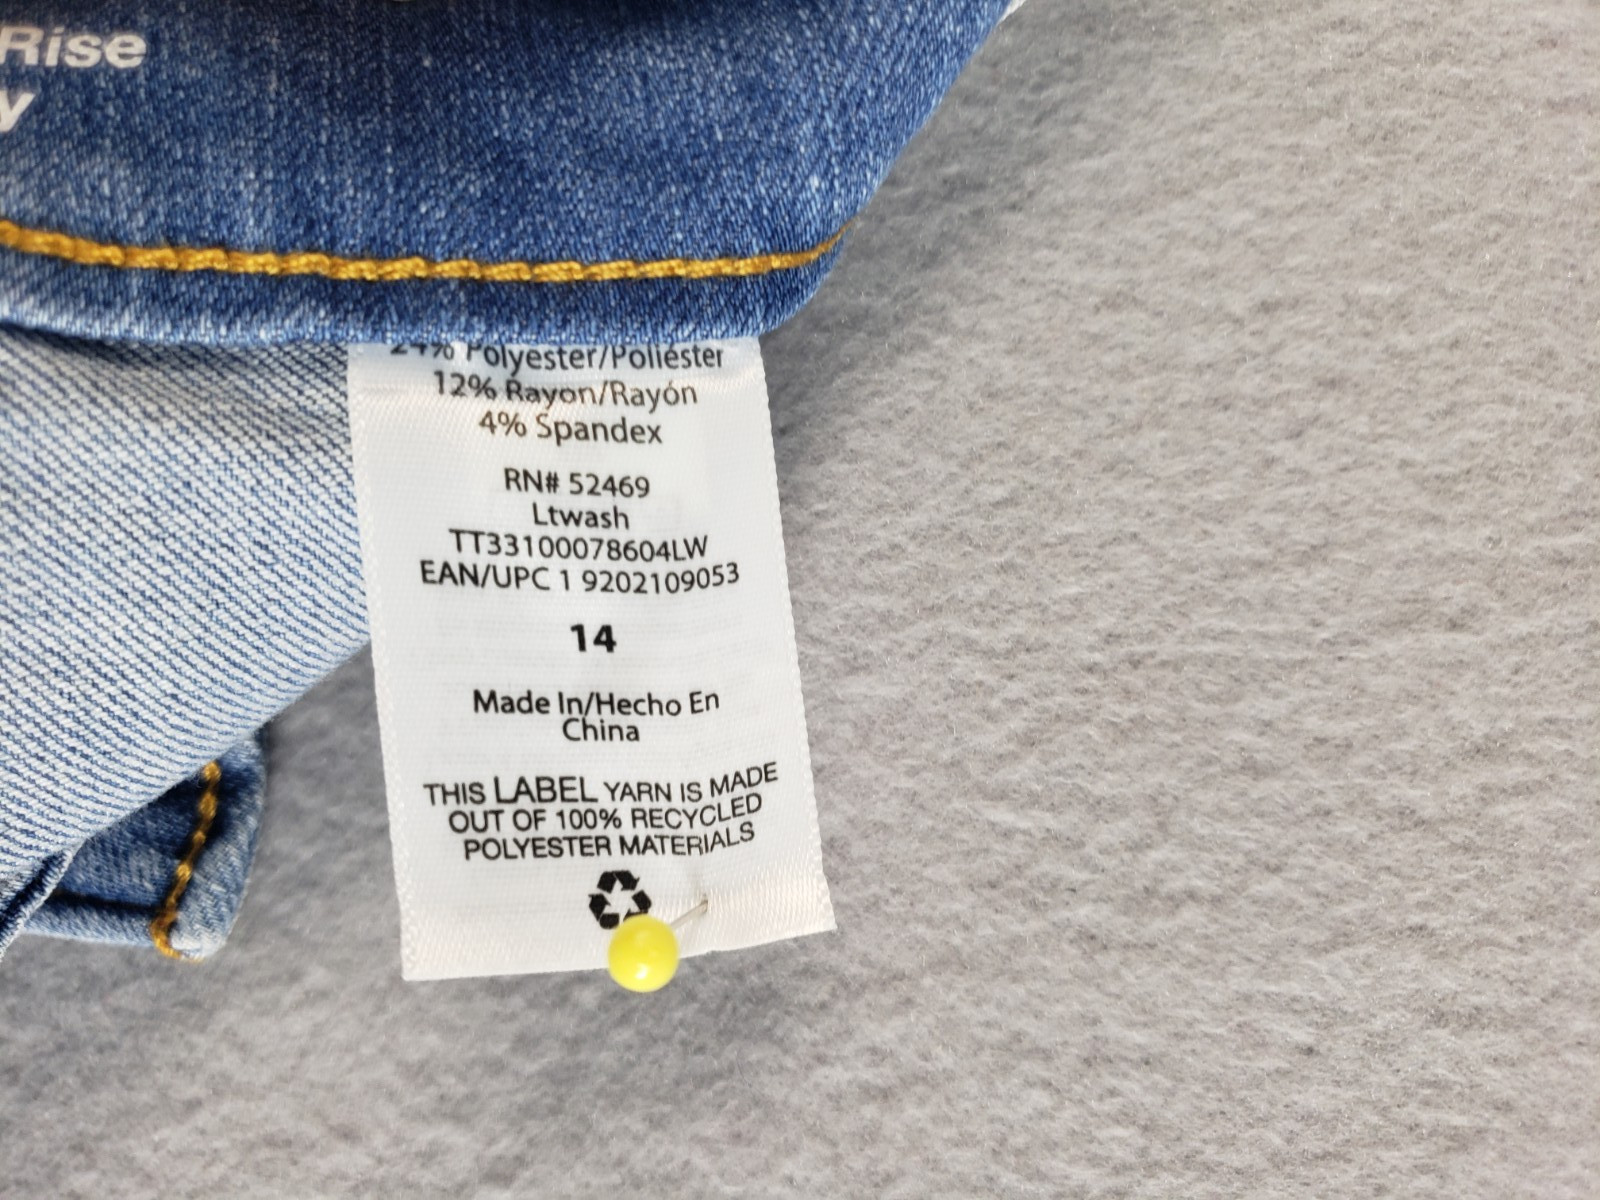 Rise
y
24% Polyester/Poliéster
12% Rayon/Rayón
4% Spandex
RN# 52469
Ltwash
TT33100078604LW
EAN/UPC 1 9202109053
14
Made In/Hecho En
China
THIS LABEL YARN IS MADE
OUT OF 100% RECYCLED
POLYESTER MATERIALS